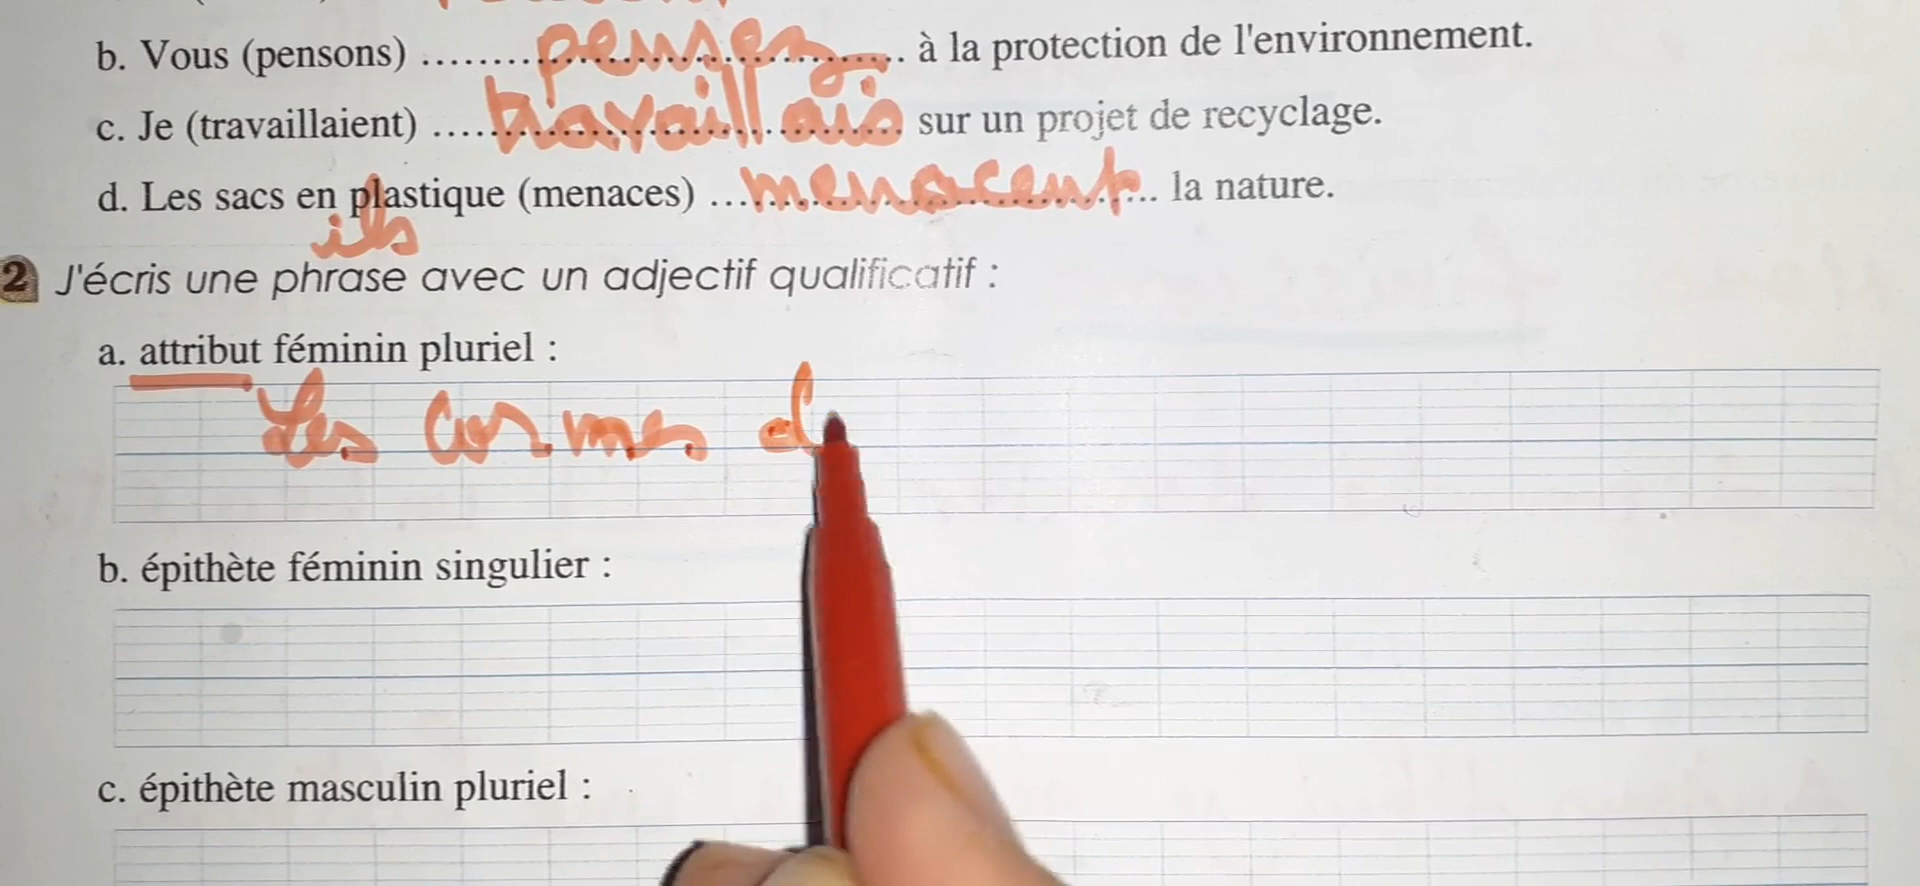 b. Vous (pensons) ........ pensez ........ à la protection de l'environnement.
c. Je (travaillaient) ........ travaillais ........ sur un projet de recyclage.
d. Les sacs en plastique (menaces) ........ menacent ........ la nature.
ils
2 J'écris une phrase avec un adjectif qualificatif :
a. attribut féminin pluriel :
Les
b. épithète féminin singulier :
c. épithète masculin pluriel :